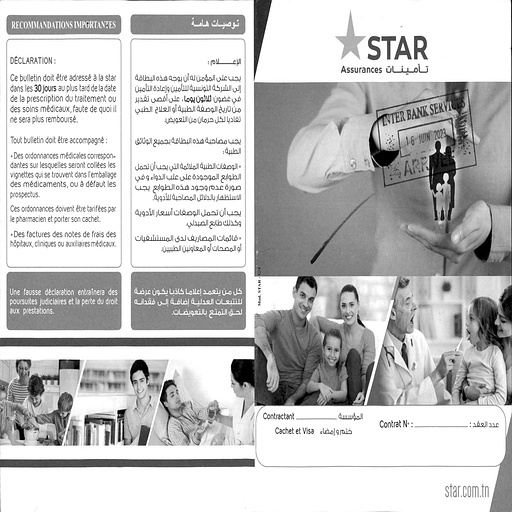 RECOMMANDATIONS IMPORTANTES
DÉCLARATION :
Ce bulletin doit être adressé à la star
dans les 30 jours au plus tard de la date
de la prescription du traitement ou
des soins médicaux, faute de quoi il
ne sera plus remboursé.
Tout bulletin doit être accompagné :
• Des ordonnances médicales correspon-
dantes sur lesquelles seront collées les
vignettes qui se trouvent dans l'emballage
des médicaments, ou à défaut les
prospectus.
Ces ordonnances doivent être tarifées par
le pharmacien et porter son cachet.
• Des factures des notes de frais des
hôpitaux, cliniques ou auxiliaires médicaux.
Une fausse déclaration entraînera des
poursuites judiciaires et la perte du droit
aux prestations.
توصيات هامة
الإعلام :
يجب على المؤمن له أن يوجه هذه البطاقة
إلى الشركة التونسية للتأمين وإعادة التأمين
في غضون ثلاثون يوما، على أقصى تقدير
من تاريخ الوصفة الطبية أو العلاج الطبي
تفاديا لكل حرمان من التعويض.
يجب مصاحبة هذه البطاقة بجميع الوثائق
الطبية :
• الوصفات الطبية الملائمة التي يجب أن تحمل
الطوابع الموجودة على علب الدواء و في
صورة عدم وجود هذه الطوابع يجب
الاستظهار بالدلائل المصاحبة للأدوية.
يجب أن تحمل الوصفات أسعار الأدوية
وكذلك طابع الصيدلي.
• قائمات المصاريف لدى المستشفيات
أو المصحات أو المعاونين الطبيين.
كل من يتعمد إعلاما كاذبا يكون عرضة
للتتبعات العدلية إضافة إلى فقدانه
لحق التمتع بالتعويضات.
STAR
Assurances تأمينات
INTER BANK SERVICES
16 JUIN 2023
Mod. STAR
Contractant المؤسسة
Cachet et Visa ختم وإمضاء
Contrat N° : عدد العقد :
star.com.tn